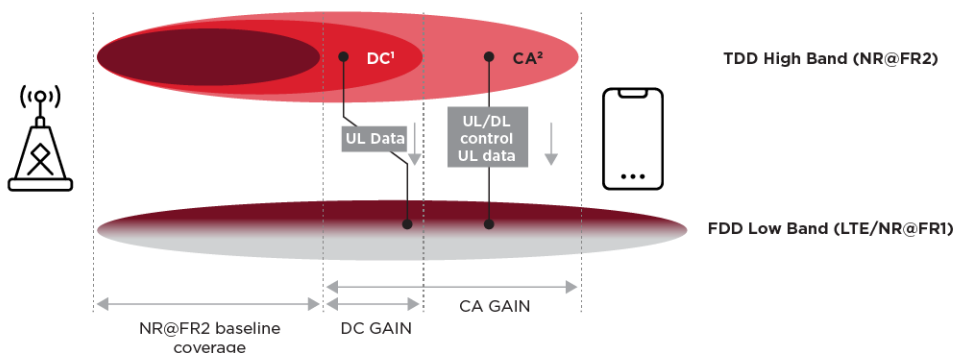 DC¹
CA²
TDD High Band (NR@FR2)
UL Data
UL/DL
control
UL data
FDD Low Band (LTE/NR@FR1)
NR@FR2 baseline
coverage
DC GAIN
CA GAIN